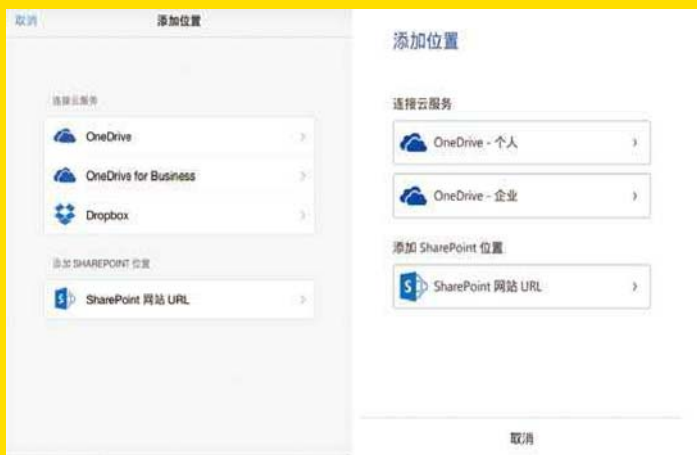 取消 添加位置
连接云服务
OneDrive
OneDrive for Business
Dropbox
添加 SHAREPOINT 位置
SharePoint 网站 URL
添加位置
连接云服务
OneDrive - 个人
OneDrive - 企业
添加 SharePoint 位置
SharePoint 网站 URL
取消